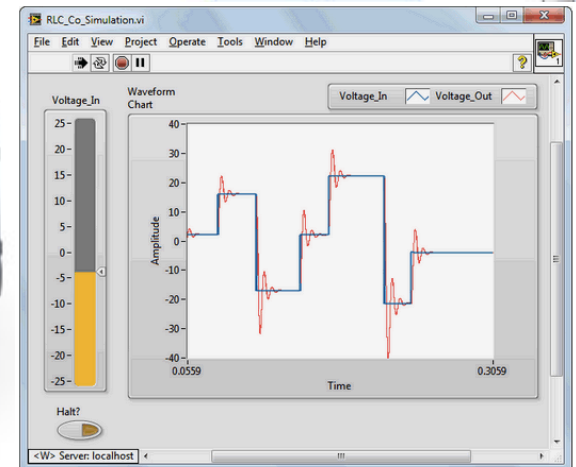 RLC_Co_Simulation.vi
File Edit View Project Operate Tools Window Help
1
Voltage_In
Waveform
Chart
Voltage_In Voltage_Out
25
20
15
10
5
0
-5
-10
-15
-20
-25
40
30
20
10
0
-10
-20
-30
-40
Amplitude
0.0559
0.3059
Time
Halt?
<W> Server: localhost